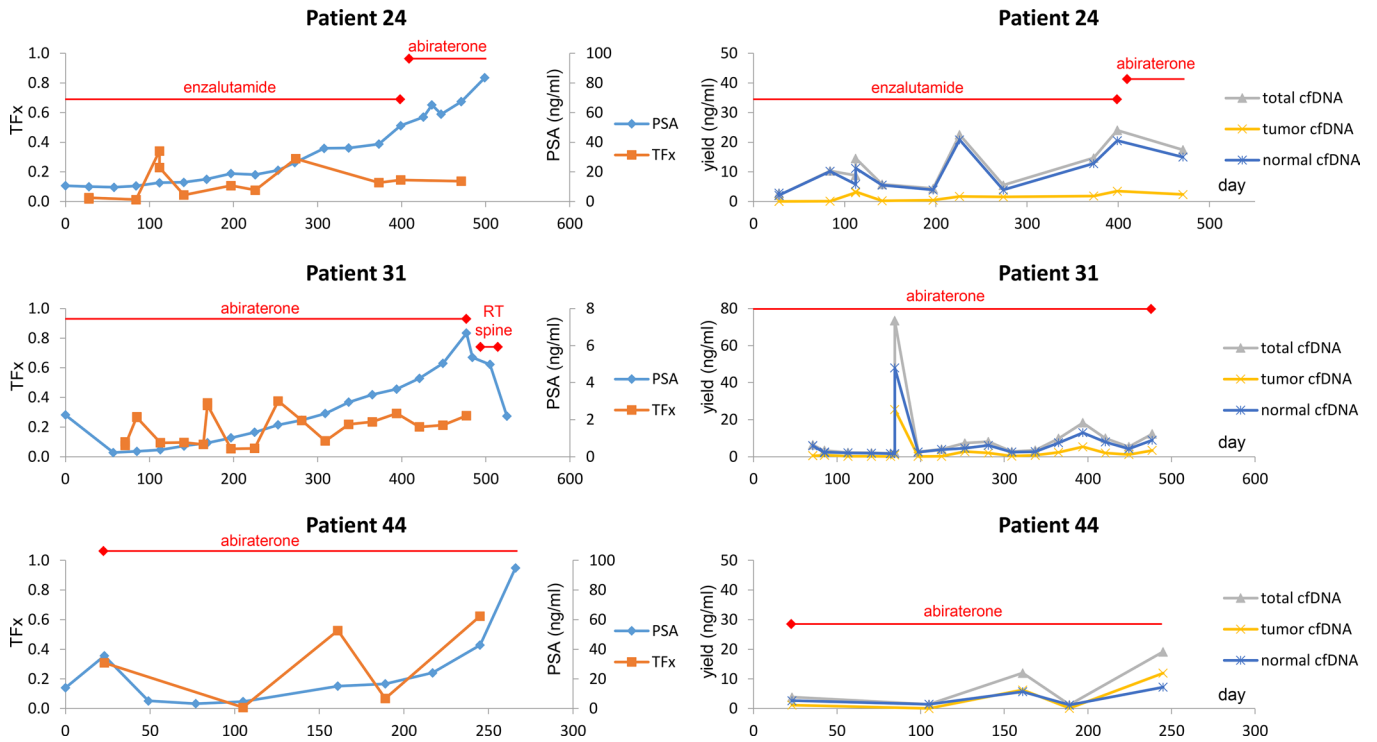 Patient 24
abiraterone
enzalutamide
TFx
1.0
0.8
0.6
0.4
0.2
0.0
0 100 200 300 400 500 600
PSA (ng/ml)
100
80
60
40
20
0
PSA
TFx
Patient 24
abiraterone
enzalutamide
yield (ng/ml)
50
40
30
20
10
0
0 100 200 300 400 500
day
total cfDNA
tumor cfDNA
normal cfDNA
Patient 31
abiraterone
RT
spine
TFx
1.0
0.8
0.6
0.4
0.2
0.0
0 100 200 300 400 500 600
PSA (ng/ml)
8
6
4
2
0
PSA
TFx
Patient 31
abiraterone
yield (ng/ml)
80
60
40
20
0
0 100 200 300 400 500 600
day
total cfDNA
tumor cfDNA
normal cfDNA
Patient 44
abiraterone
TFx
1.0
0.8
0.6
0.4
0.2
0.0
0 50 100 150 200 250 300
PSA (ng/ml)
100
80
60
40
20
0
PSA
TFx
Patient 44
abiraterone
yield (ng/ml)
50
40
30
20
10
0
0 50 100 150 200 250 300
day
total cfDNA
tumor cfDNA
normal cfDNA